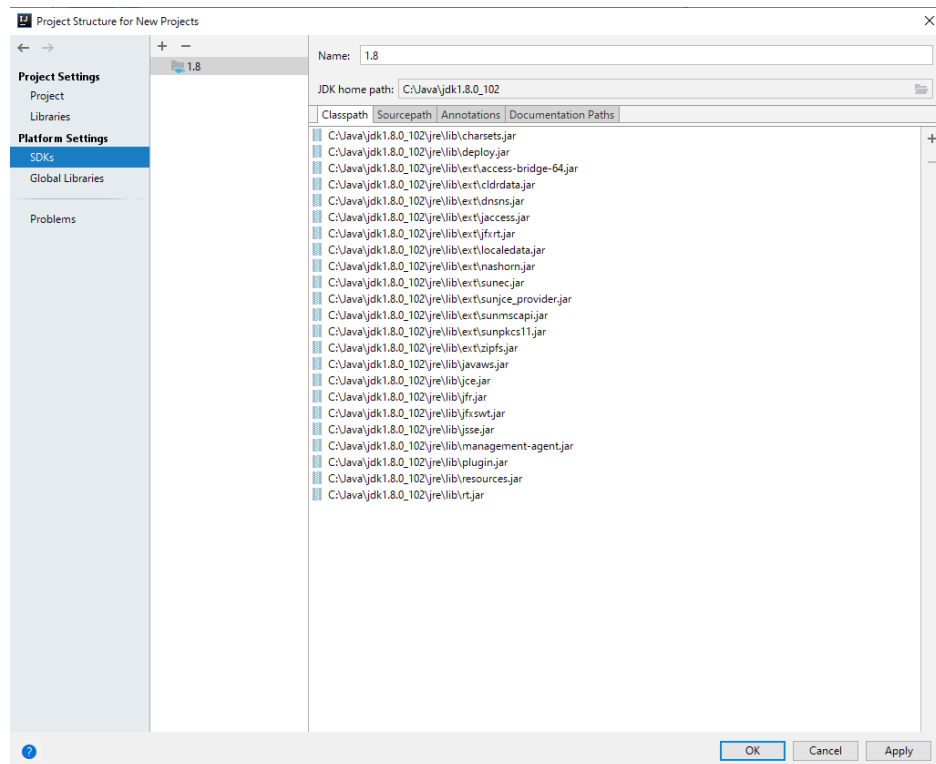 Project Structure for New Projects
Project Settings
Project
Libraries
Platform Settings
SDKs
Global Libraries
Problems
1.8
Name: 1.8
JDK home path: C:\Java\jdk1.8.0_102
Classpath Sourcepath Annotations Documentation Paths
C:\Java\jdk1.8.0_102\jre\lib\charsets.jar
C:\Java\jdk1.8.0_102\jre\lib\deploy.jar
C:\Java\jdk1.8.0_102\jre\lib\ext\access-bridge-64.jar
C:\Java\jdk1.8.0_102\jre\lib\ext\cldrdata.jar
C:\Java\jdk1.8.0_102\jre\lib\ext\dnsns.jar
C:\Java\jdk1.8.0_102\jre\lib\ext\jaccess.jar
C:\Java\jdk1.8.0_102\jre\lib\ext\jfxrt.jar
C:\Java\jdk1.8.0_102\jre\lib\ext\localedata.jar
C:\Java\jdk1.8.0_102\jre\lib\ext\nashorn.jar
C:\Java\jdk1.8.0_102\jre\lib\ext\sunec.jar
C:\Java\jdk1.8.0_102\jre\lib\ext\sunjce_provider.jar
C:\Java\jdk1.8.0_102\jre\lib\ext\sunmscapi.jar
C:\Java\jdk1.8.0_102\jre\lib\ext\sunpkcs11.jar
C:\Java\jdk1.8.0_102\jre\lib\ext\zipfs.jar
C:\Java\jdk1.8.0_102\jre\lib\javaws.jar
C:\Java\jdk1.8.0_102\jre\lib\jce.jar
C:\Java\jdk1.8.0_102\jre\lib\jfr.jar
C:\Java\jdk1.8.0_102\jre\lib\jfxswt.jar
C:\Java\jdk1.8.0_102\jre\lib\jsse.jar
C:\Java\jdk1.8.0_102\jre\lib\management-agent.jar
C:\Java\jdk1.8.0_102\jre\lib\plugin.jar
C:\Java\jdk1.8.0_102\jre\lib\resources.jar
C:\Java\jdk1.8.0_102\jre\lib\rt.jar
OK Cancel Apply